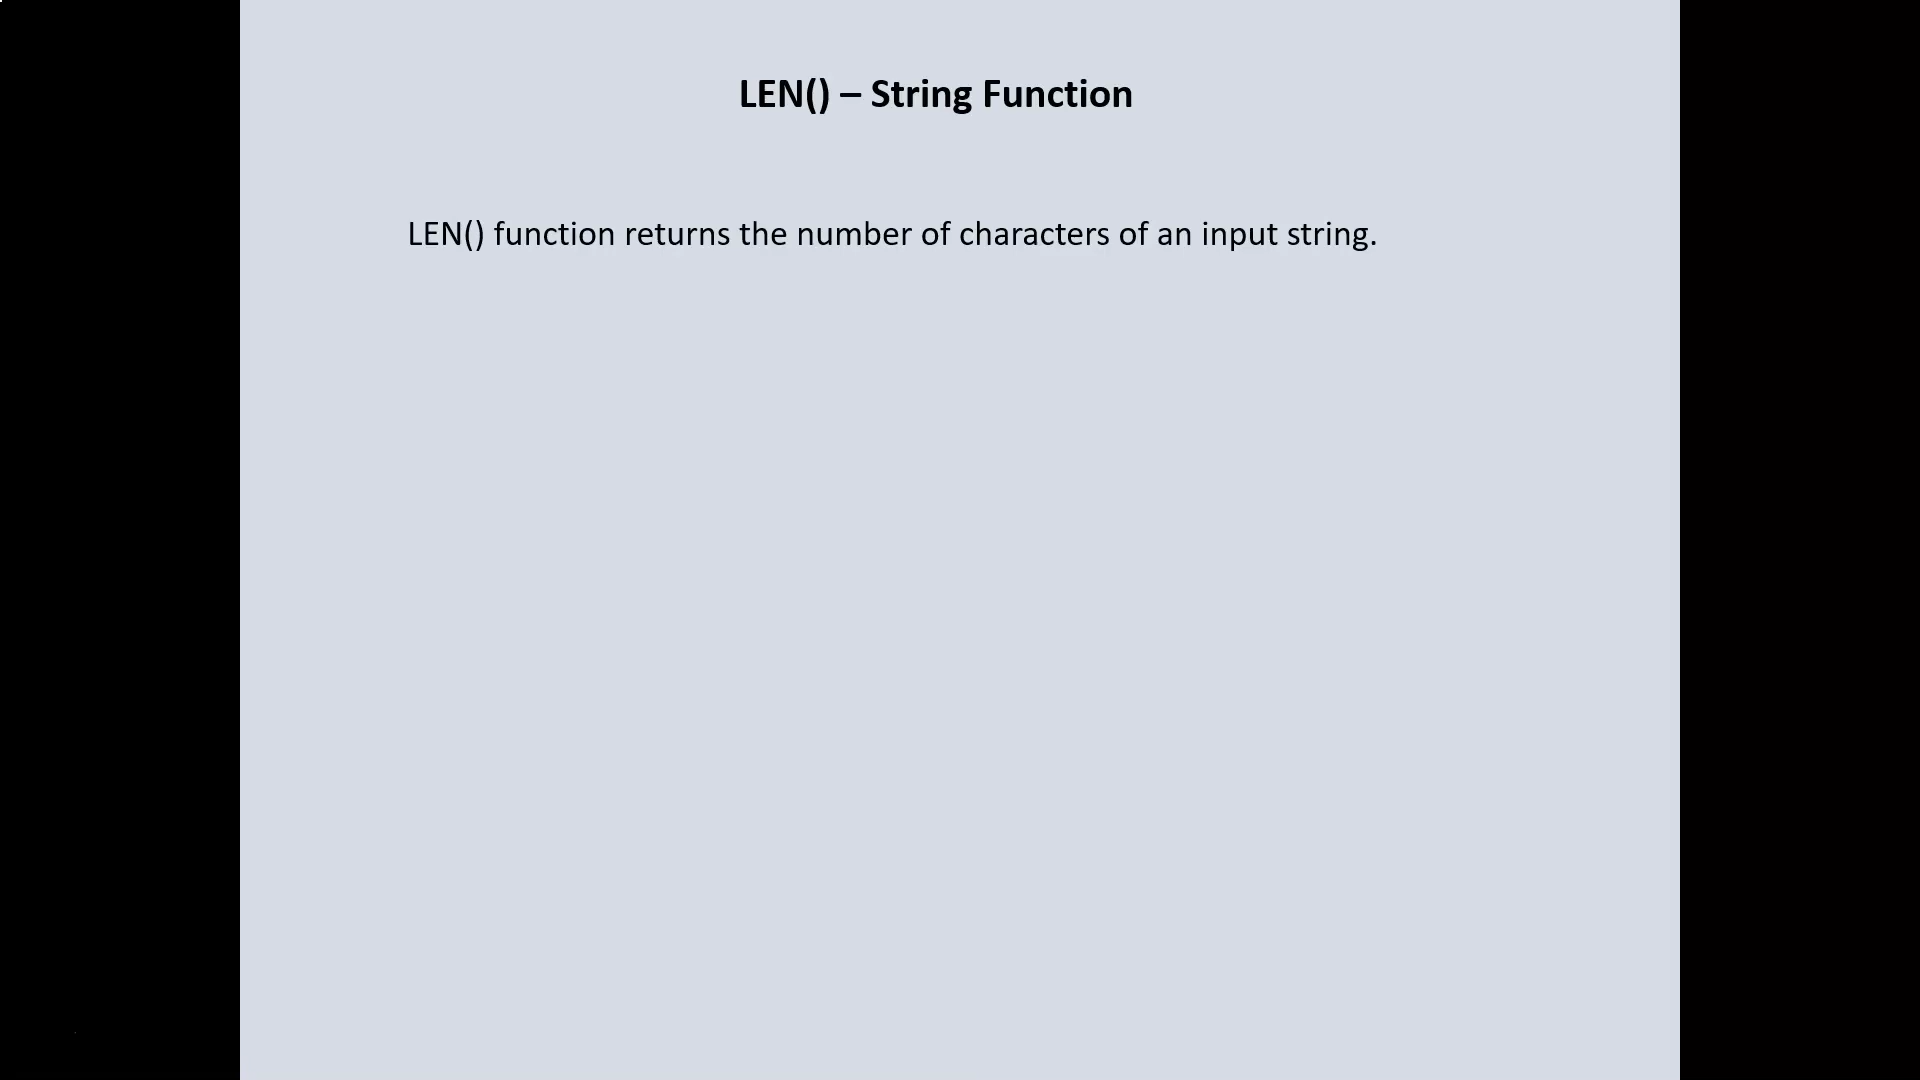 LEN() – String Function
LEN() function returns the number of characters of an input string.